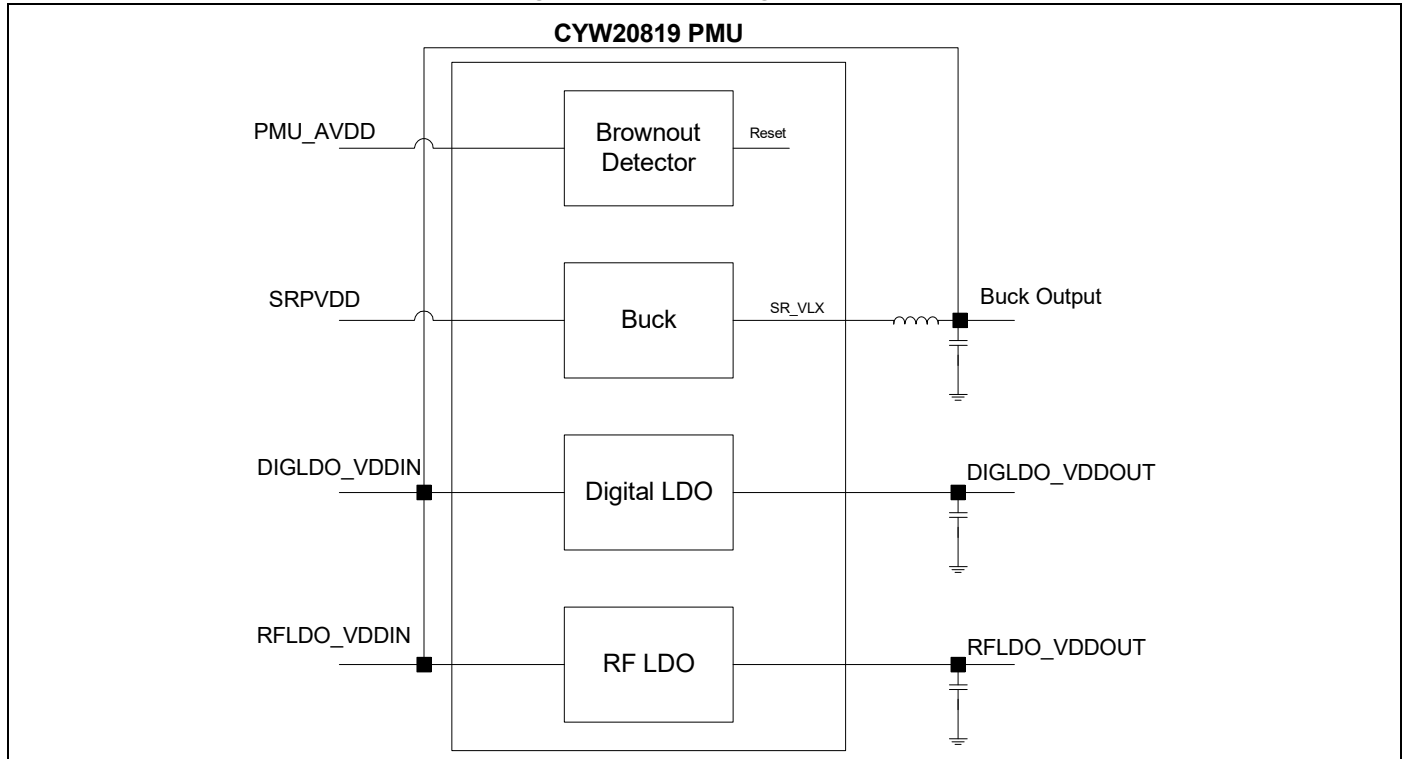 CYW20819 PMU
PMU_AVDD
Brownout
Detector
Reset
SRPVDD
Buck
SR_VLX
Buck Output
DIGLDO_VDDIN
Digital LDO
DIGLDO_VDDOUT
RFLDO_VDDIN
RF LDO
RFLDO_VDDOUT